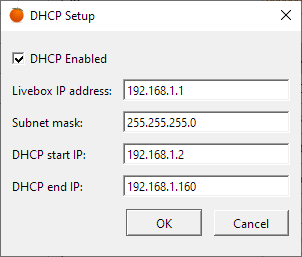 DHCP Setup
DHCP Enabled
Livebox IP address: 192.168.1.1
Subnet mask: 255.255.255.0
DHCP start IP: 192.168.1.2
DHCP end IP: 192.168.1.160
OK Cancel